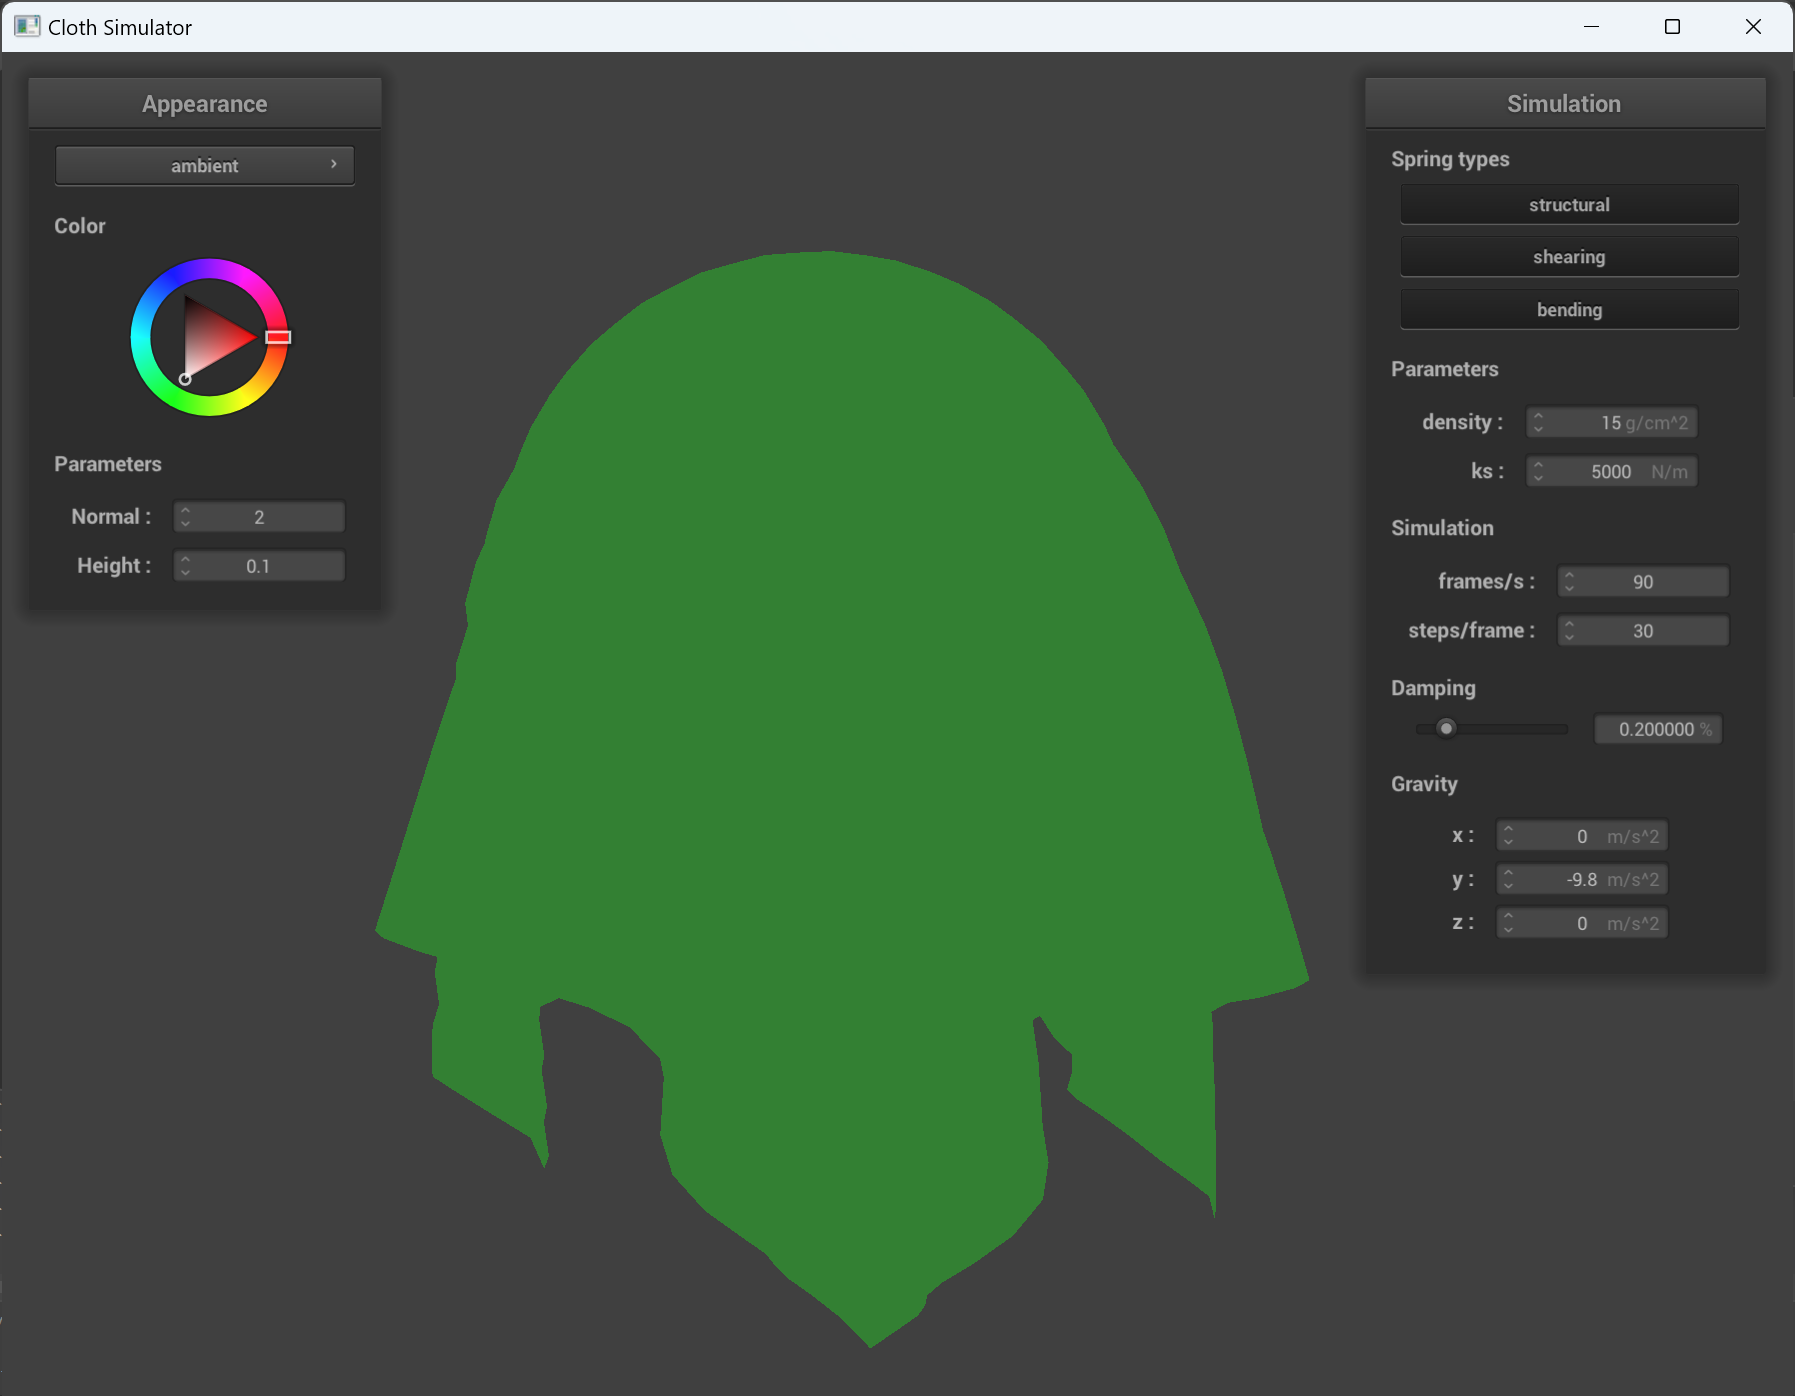 Cloth Simulator
Appearance
ambient
Color
Parameters
Normal : 2
Height : 0.1
Simulation
Spring types
structural
shearing
bending
Parameters
density : 15 g/cm^2
ks : 5000 N/m
Simulation
frames/s : 90
steps/frame : 30
Damping
0.200000 %
Gravity
x : 0 m/s^2
y : -9.8 m/s^2
z : 0 m/s^2